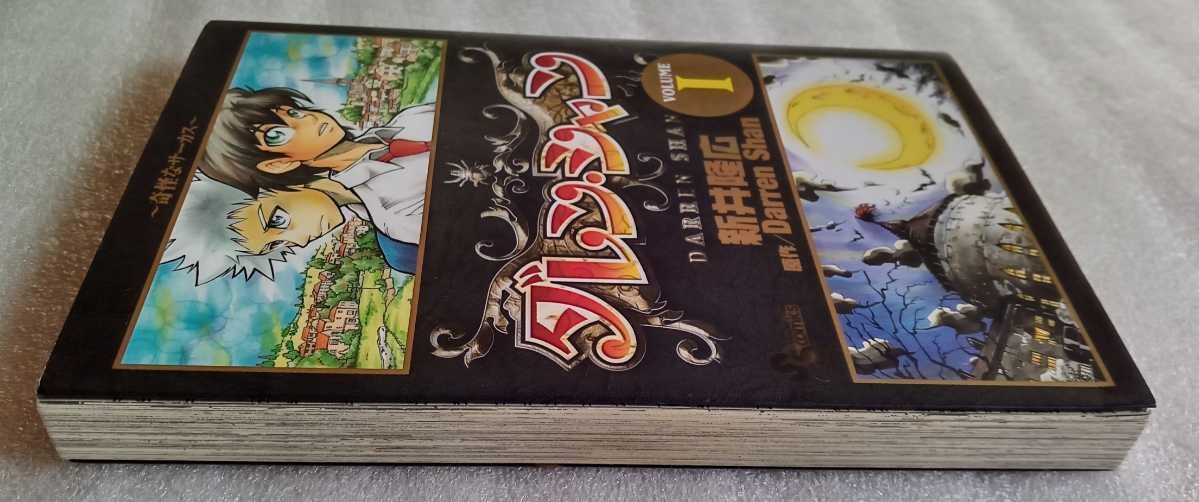 ～奇怪なサーカス～
ダレン・シャン
DARREN SHAN
VOLUME
1
新井隆広
原作/Darren Shan